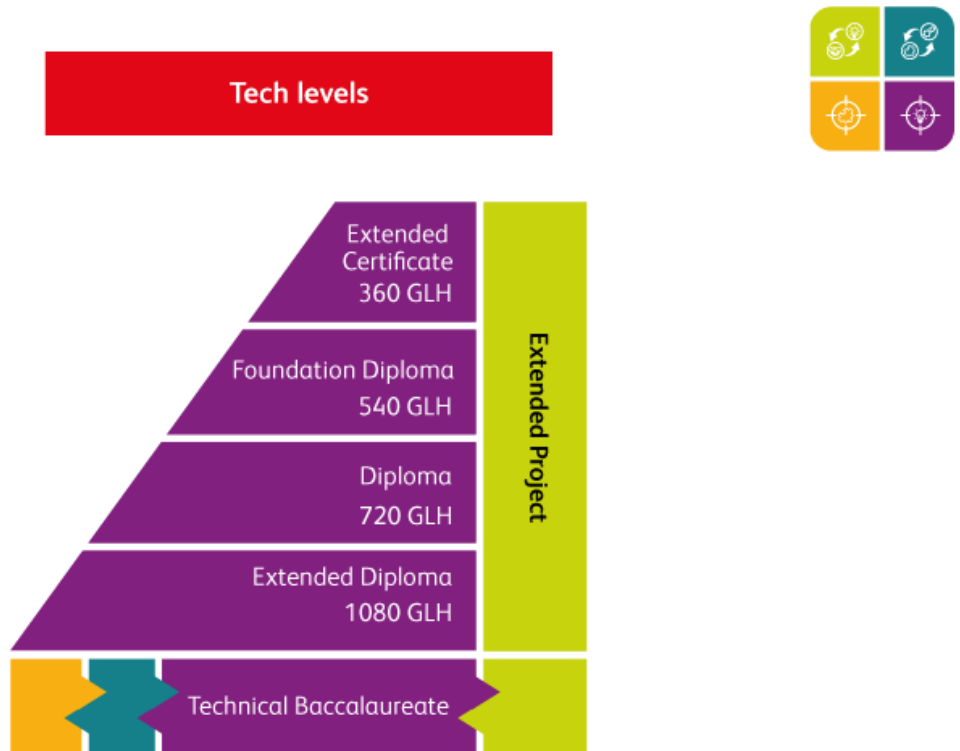 Tech levels
Extended
Certificate
360 GLH
Foundation Diploma
540 GLH
Diploma
720 GLH
Extended Diploma
1080 GLH
Extended Project
Technical Baccalaureate